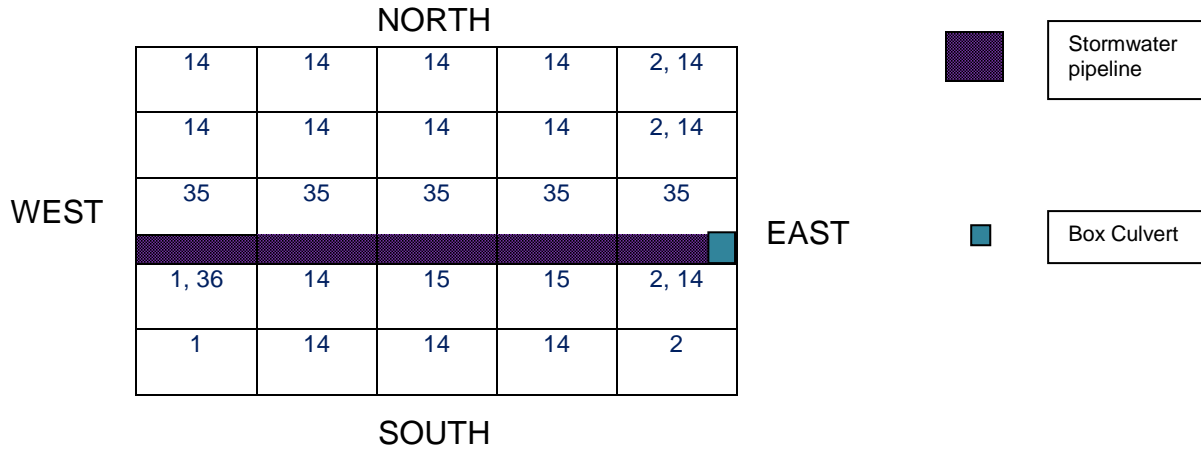 NORTH
14 14 14 14 2, 14
14 14 14 14 2, 14
35 35 35 35 35
1, 36 14 15 15 2, 14
1 14 14 14 2
WEST
EAST
SOUTH
Stormwater
pipeline
Box Culvert